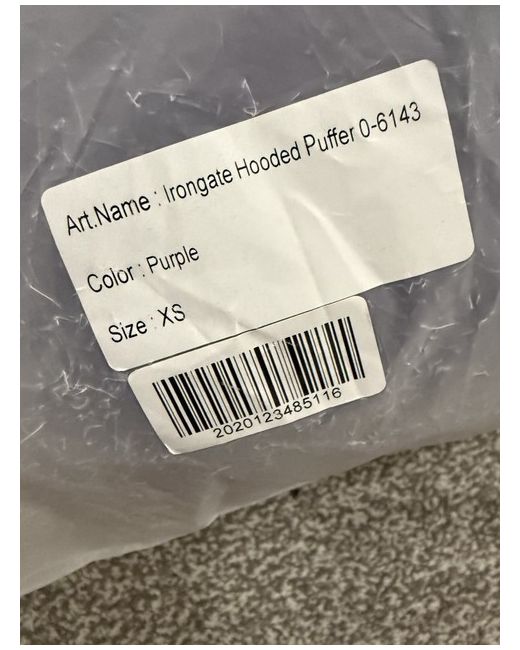 Art.Name : Irongate Hooded Puffer 0-6143
Color : Purple
Size : XS
2020123485116